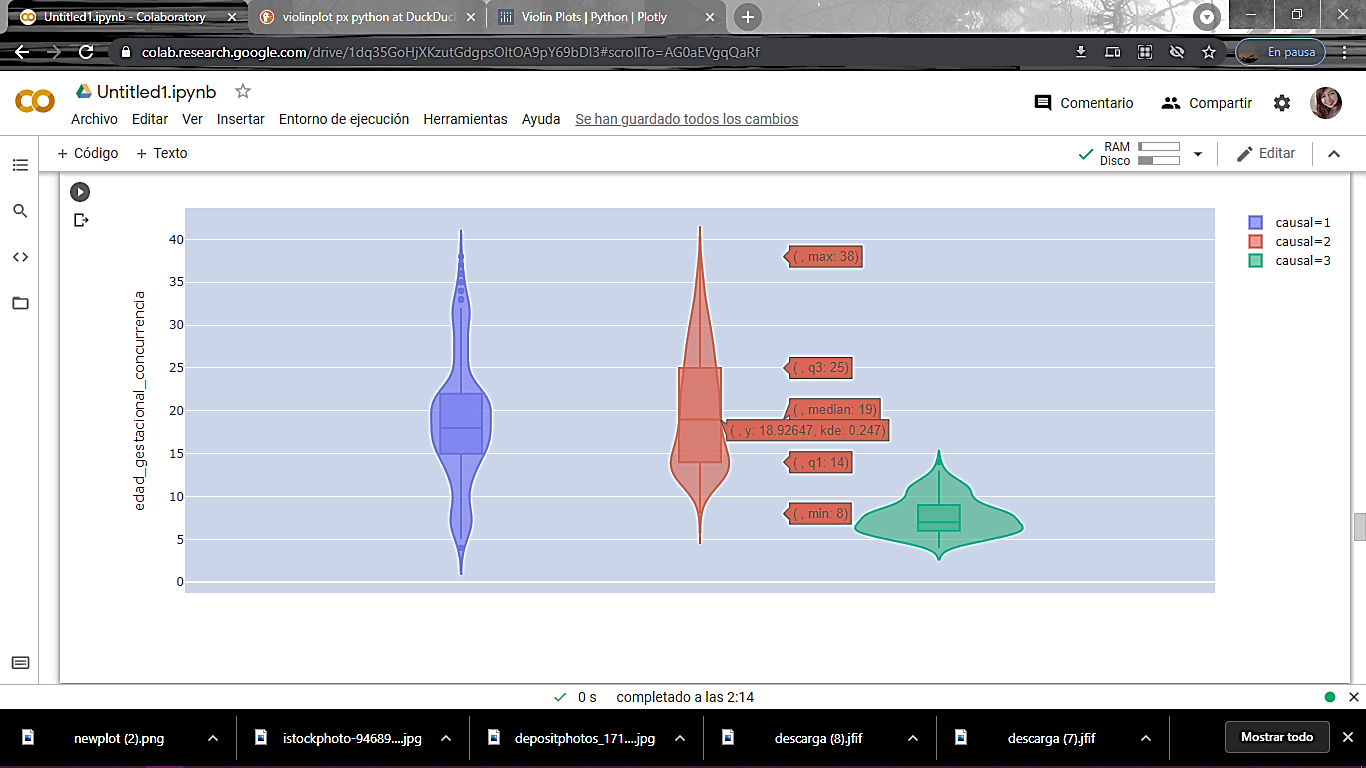 Untitled1.ipynb - Colaboratory
violinplot px python at DuckDuc
Violin Plots | Python | Plotly
colab.research.google.com/drive/1dq35GoHjXKzutGdgpsOltOA9pY69bDl3#scrollTo=AG0aEVgqQaRf
En pausa
Untitled1.ipynb
Comentario
Compartir
Archivo Editar Ver Insertar Entorno de ejecución Herramientas Ayuda Se han guardado todos los cambios
+ Código + Texto
RAM
Disco
Editar
causal=1
causal=2
causal=3
edad_gestacional_concurrencia
40
35
30
25
20
15
10
5
0
( , max: 38)
( , q3: 25)
( , median: 19)
( , y: 18.92647, kde: 0.247)
( , q1: 14)
( , min: 8)
0 s completado a las 2:14
newplot (2).png
istockphoto-94689....jpg
depositphotos_171....jpg
descarga (8).jfif
descarga (7).jfif
Mostrar todo